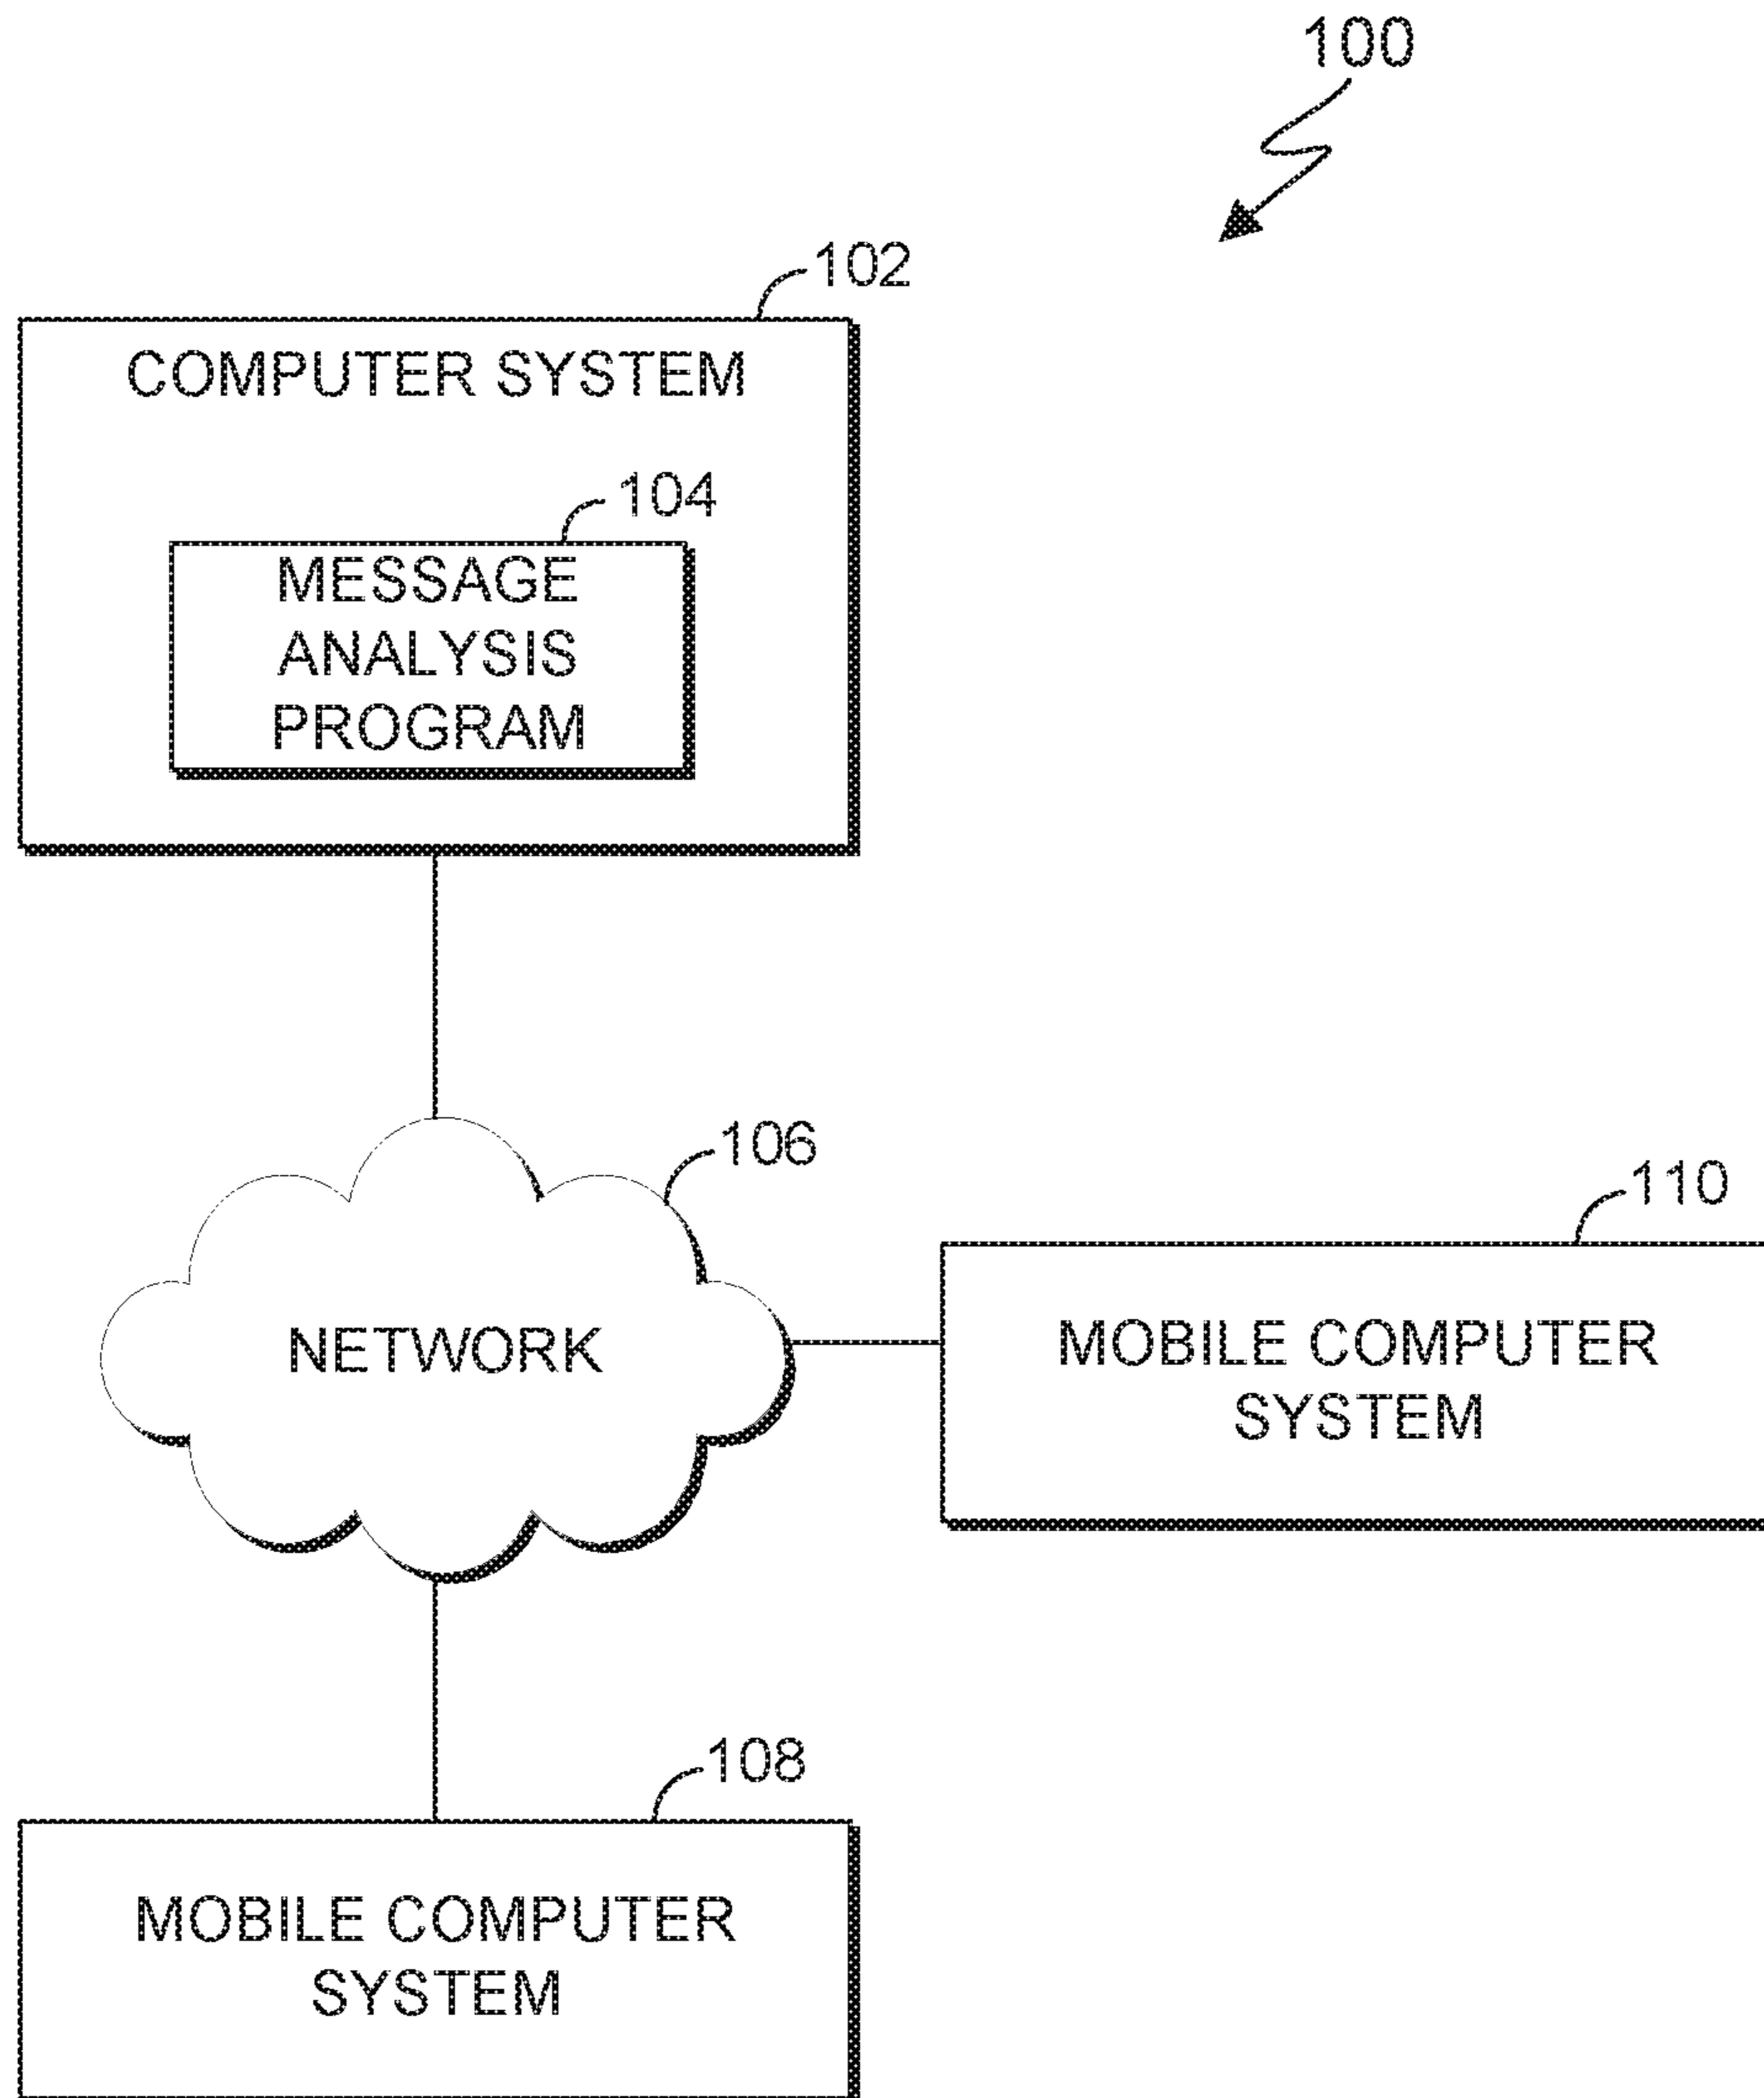 100
102
COMPUTER SYSTEM
104
MESSAGE
ANALYSIS
PROGRAM
106
NETWORK
110
MOBILE COMPUTER
SYSTEM
108
MOBILE COMPUTER
SYSTEM